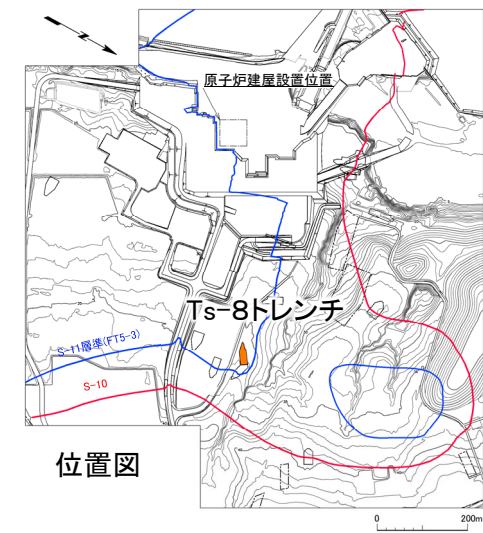 原子炉建屋設置位置
Ts-8トレンチ
S-11層準(FT5-3)
S-10
位置図
0 200m